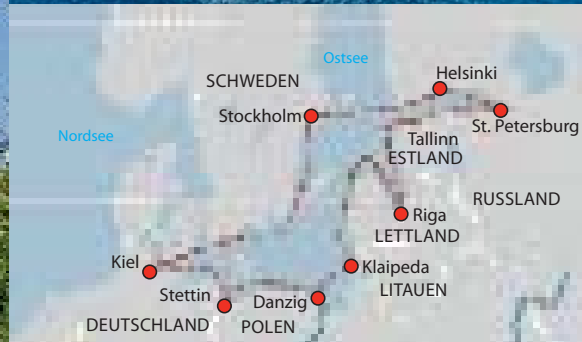 Ostsee
Helsinki
SCHWEDEN
Stockholm
St. Petersburg
Nordsee
Tallinn
ESTLAND
RUSSLAND
Riga
LETTLAND
Kiel
Klaipeda
Stettin
Danzig
LITAUEN
DEUTSCHLAND
POLEN